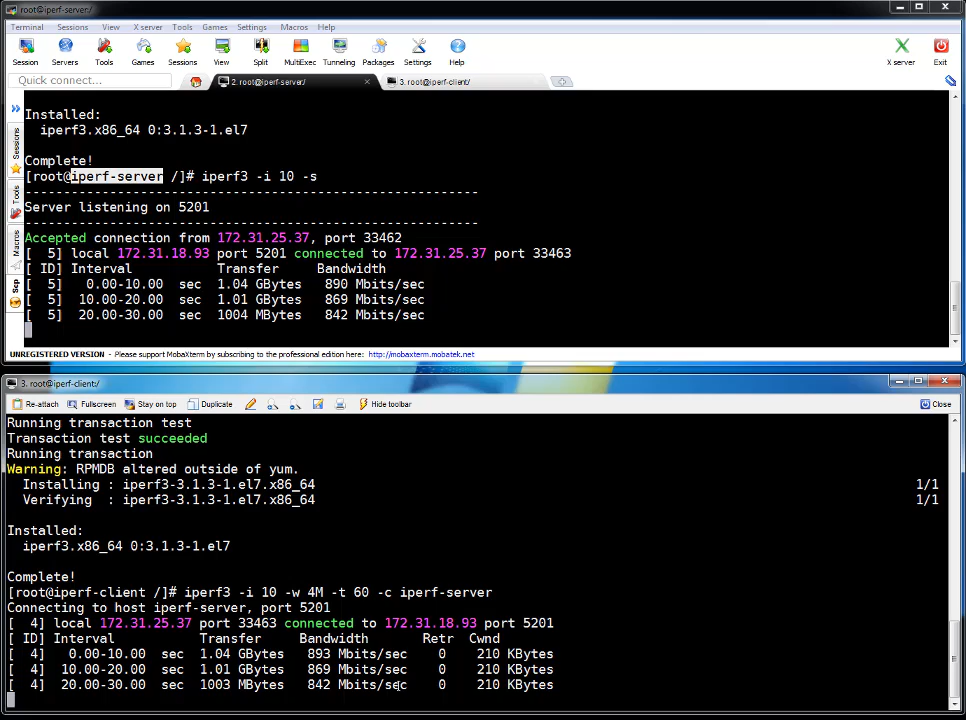 root@iperf-server:/
Terminal Sessions View X server Tools Games Settings Macros Help
Session Servers Tools Games Sessions View Split MultiExec Tunneling Packages Settings Help X server Exit
Quick connect... 2. root@iperf-server:/ 3. root@iperf-client:/
Sessions
Tools
Macros
Scp
Installed:
iperf3.x86_64 0:3.1.3-1.el7
Complete!
[root@iperf-server /]# iperf3 -i 10 -s
-----------------------------------------------------------
Server listening on 5201
-----------------------------------------------------------
Accepted connection from 172.31.25.37, port 33462
[  5] local 172.31.18.93 port 5201 connected to 172.31.25.37 port 33463
[ ID] Interval Transfer Bandwidth
[  5] 0.00-10.00 sec 1.04 GBytes 890 Mbits/sec
[  5] 10.00-20.00 sec 1.01 GBytes 869 Mbits/sec
[  5] 20.00-30.00 sec 1004 MBytes 842 Mbits/sec
UNREGISTERED VERSION - Please support MobaXterm by subscribing to the professional edition here: http://mobaxterm.mobatek.net
3. root@iperf-client:/
Re-attach Fullscreen Stay on top Duplicate Hide toolbar Close
Running transaction test
Transaction test succeeded
Running transaction
Warning: RPMDB altered outside of yum.
Installing : iperf3-3.1.3-1.el7.x86_64 1/1
Verifying : iperf3-3.1.3-1.el7.x86_64 1/1
Installed:
iperf3.x86_64 0:3.1.3-1.el7
Complete!
[root@iperf-client /]# iperf3 -i 10 -w 4M -t 60 -c iperf-server
Connecting to host iperf-server, port 5201
[  4] local 172.31.25.37 port 33463 connected to 172.31.18.93 port 5201
[ ID] Interval Transfer Bandwidth Retr Cwnd
[  4] 0.00-10.00 sec 1.04 GBytes 893 Mbits/sec 0 210 KBytes
[  4] 10.00-20.00 sec 1.01 GBytes 869 Mbits/sec 0 210 KBytes
[  4] 20.00-30.00 sec 1003 MBytes 842 Mbits/sec 0 210 KBytes